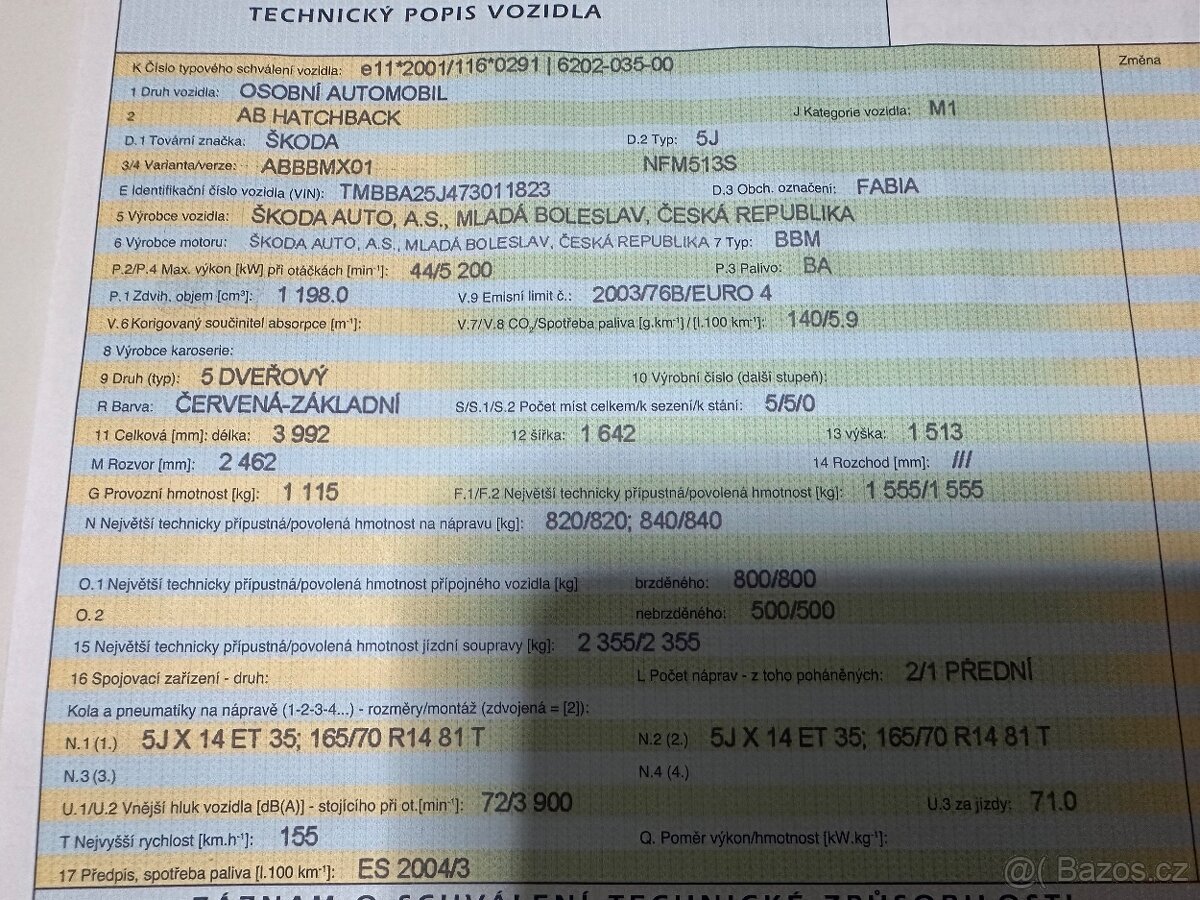 TECHNICKÝ POPIS VOZIDLA
K Číslo typového schválení vozidla: e11*2001/116*0291 | 6202-035-00 Změna
1 Druh vozidla: OSOBNÍ AUTOMOBIL
2 AB HATCHBACK J Kategorie vozidla: M1
D.1 Tovární značka: ŠKODA D.2 Typ: 5J
3/4 Varianta/verze: ABBBMX01 NFM513S
E Identifikační číslo vozidla (VIN): TMBBA25J473011823 D.3 Obch. označení: FABIA
5 Výrobce vozidla: ŠKODA AUTO, A.S., MLADÁ BOLESLAV, ČESKÁ REPUBLIKA
6 Výrobce motoru: ŠKODA AUTO, A.S., MLADÁ BOLESLAV, ČESKÁ REPUBLIKA 7 Typ: BBM
P.2/P.4 Max. výkon [kW] při otáčkách [min⁻¹]: 44/5 200 P.3 Palivo: BA
P.1 Zdvih. objem [cm³]: 1 198.0 V.9 Emisní limit č.: 2003/76B/EURO 4
V.6 Korigovaný součinitel absorpce [m⁻¹]: V.7/V.8 CO₂/Spotřeba paliva [g.km⁻¹] / [l.100 km⁻¹]: 140/5.9
8 Výrobce karoserie:
9 Druh (typ): 5 DVEŘOVÝ 10 Výrobní číslo (další stupeň):
R Barva: ČERVENÁ-ZÁKLADNÍ S/S.1/S.2 Počet míst celkem/k sezení/k stání: 5/5/0
11 Celková [mm]: délka: 3 992 12 šířka: 1 642 13 výška: 1 513
M Rozvor [mm]: 2 462 14 Rozchod [mm]: ///
G Provozní hmotnost [kg]: 1 115 F.1/F.2 Největší technicky přípustná/povolená hmotnost [kg]: 1 555/1 555
N Největší technicky přípustná/povolená hmotnost na nápravu [kg]: 820/820; 840/840
O.1 Největší technicky přípustná/povolená hmotnost přípojného vozidla [kg] brzděného: 800/800
O.2 nebrzděného: 500/500
15 Největší technicky přípustná/povolená hmotnost jízdní soupravy [kg]: 2 355/2 355
16 Spojovací zařízení - druh: L Počet náprav - z toho poháněných: 2/1 PŘEDNÍ
Kola a pneumatiky na nápravě (1-2-3-4...) - rozměry/montáž (zdvojená = [2]):
N.1 (1.) 5J X 14 ET 35; 165/70 R14 81 T N.2 (2.) 5J X 14 ET 35; 165/70 R14 81 T
N.3 (3.) N.4 (4.)
U.1/U.2 Vnější hluk vozidla [dB(A)] - stojícího při ot.[min⁻¹]: 72/3 900 U.3 za jízdy: 71.0
T Nejvyšší rychlost [km.h⁻¹]: 155 Q. Poměr výkon/hmotnost [kW.kg⁻¹]:
17 Předpis, spotřeba paliva [l.100 km⁻¹]: ES 2004/3
@( Bazos.cz
ZÁZNAM O SCHVÁLENÍ TECHNICKÉ ZPŮSOBILOSTI